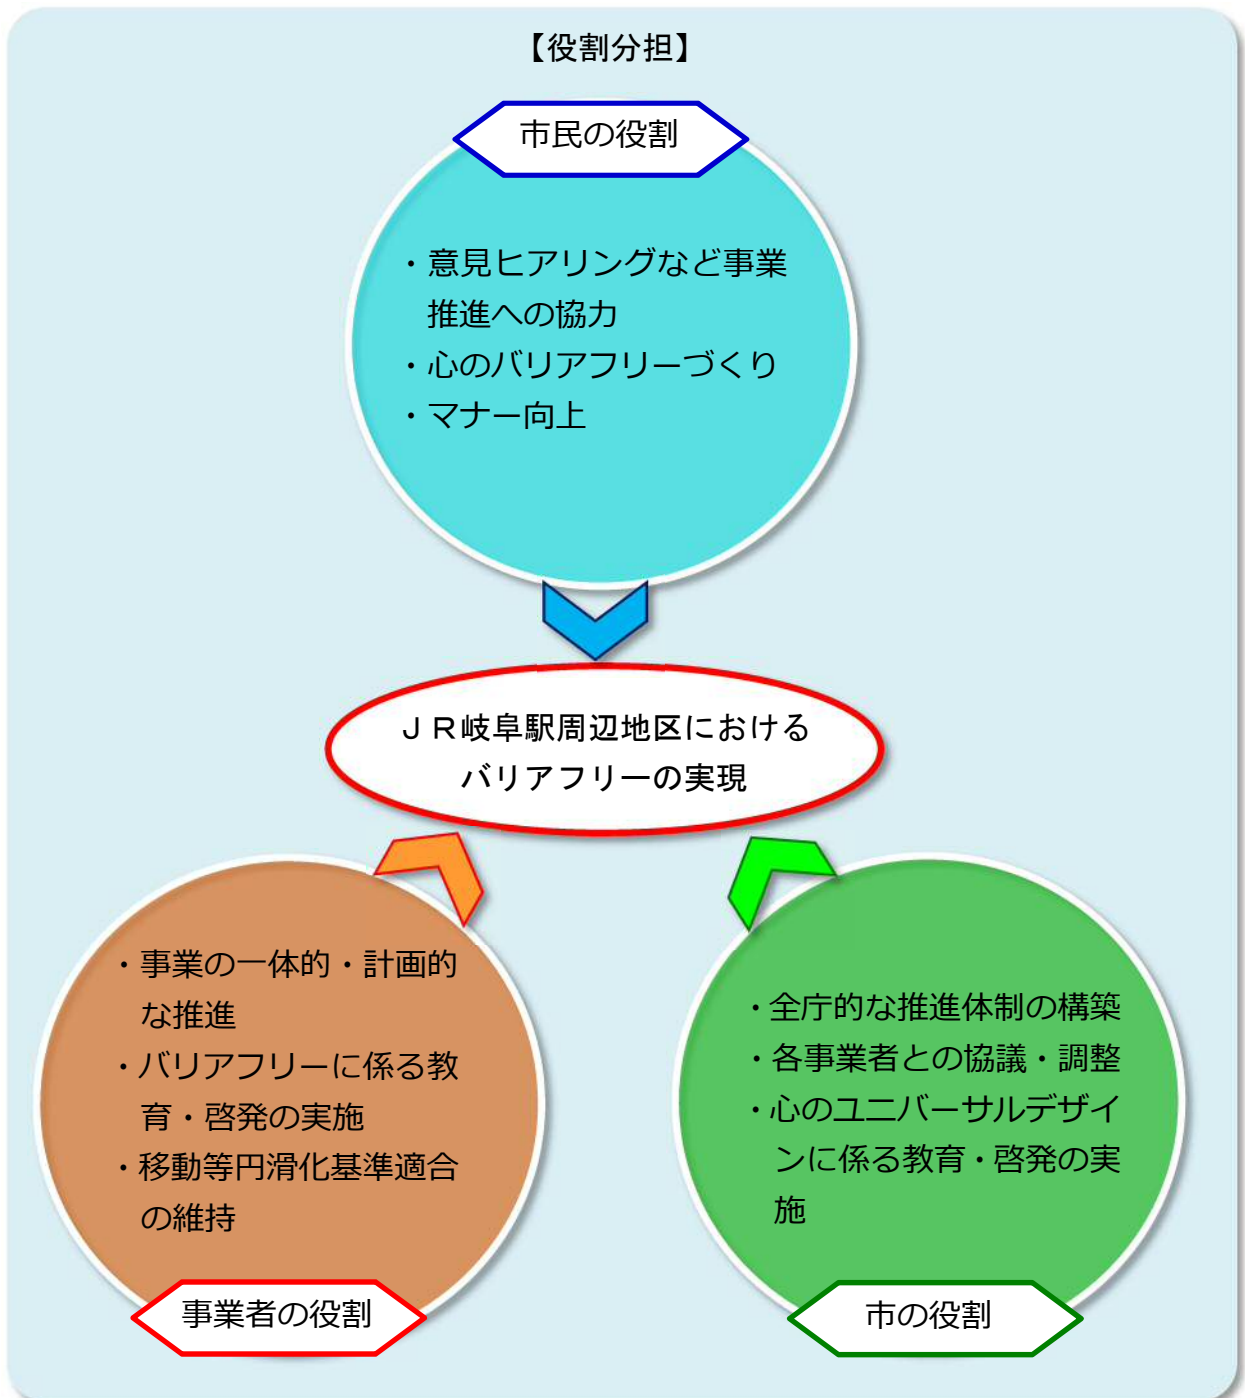 【役割分担】
市民の役割
・意見ヒアリングなど事業
推進への協力
・心のバリアフリーづくり
・マナー向上
ＪＲ岐阜駅周辺地区における
バリアフリーの実現
・事業の一体的・計画的
な推進
・バリアフリーに係る教
育・啓発の実施
・移動等円滑化基準適合
の維持
事業者の役割
・全庁的な推進体制の構築
・各事業者との協議・調整
・心のユニバーサルデザイ
ンに係る教育・啓発の実
施
市の役割